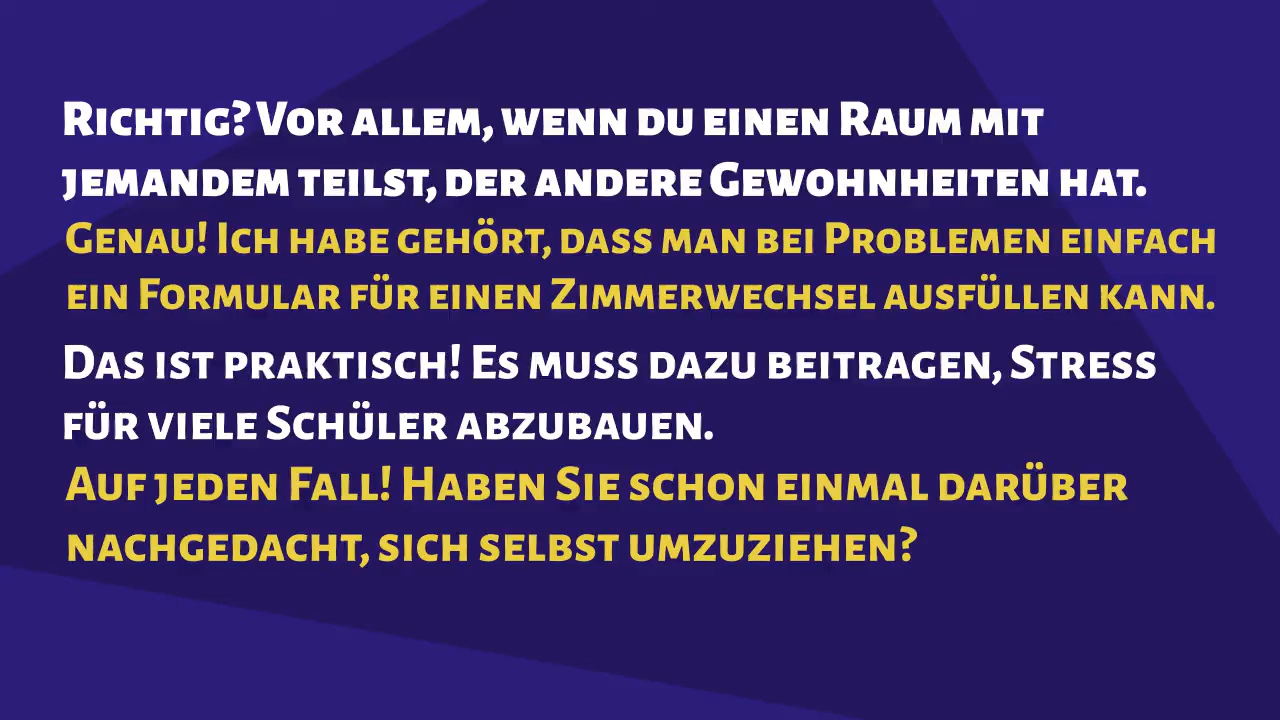 Richtig? Vor allem, wenn du einen Raum mit
jemandem teilst, der andere Gewohnheiten hat.
Genau! Ich habe gehört, dass man bei Problemen einfach
ein Formular für einen Zimmerwechsel ausfüllen kann.
Das ist praktisch! Es muss dazu beitragen, Stress
für viele Schüler abzubauen.
Auf jeden Fall! Haben Sie schon einmal darüber
nachgedacht, sich selbst umzuziehen?